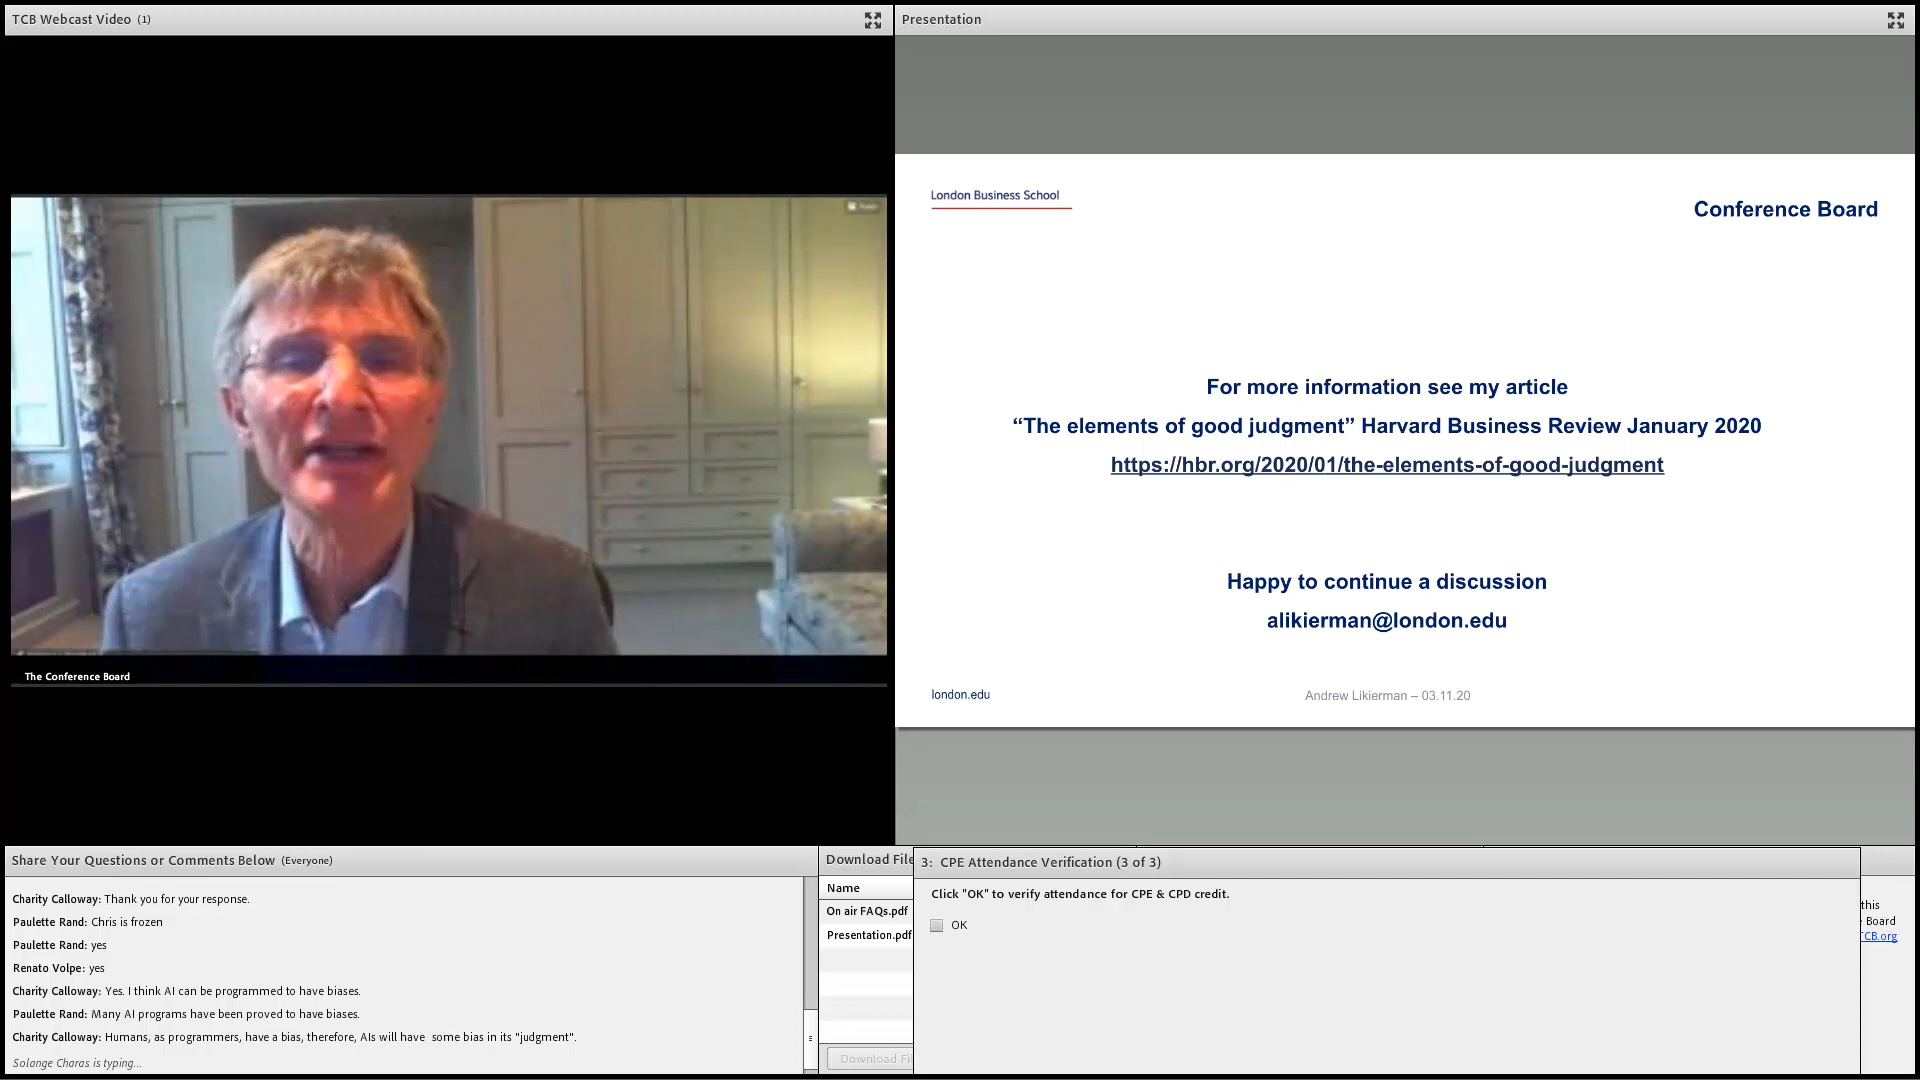 TCB Webcast Video (1)
Presentation
London Business School
Conference Board
For more information see my article
“The elements of good judgment” Harvard Business Review January 2020
https://hbr.org/2020/01/the-elements-of-good-judgment
Happy to continue a discussion
alikierman@london.edu
london.edu
Andrew Likierman – 03.11.20
The Conference Board
Share Your Questions or Comments Below (Everyone)
Charity Calloway: Thank you for your response.
Paulette Rand: Chris is frozen
Paulette Rand: yes
Renato Volpe: yes
Charity Calloway: Yes. I think AI can be programmed to have biases.
Paulette Rand: Many AI programs have been proved to have biases.
Charity Calloway: Humans, as programmers, have a bias, therefore, AIs will have some bias in its "judgment".
Solange Charas is typing...
Download File
Name
On air FAQs.pdf
Presentation.pdf
Download Fil
3: CPE Attendance Verification (3 of 3)
Click "OK" to verify attendance for CPE & CPD credit.
OK
this
Board
TCB.org